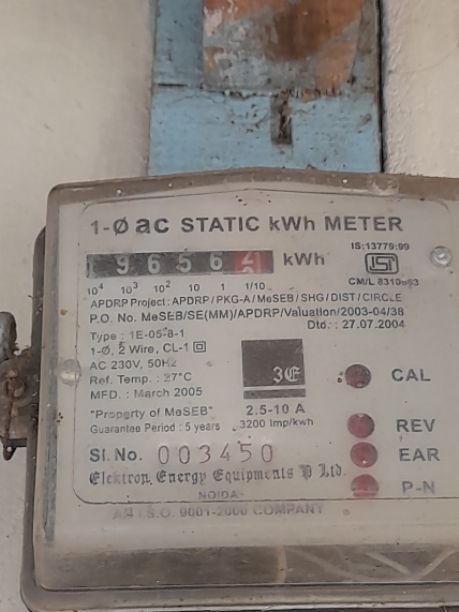 1-Ø ac STATIC kWh METER
IS:13779:99
9 6 5 6 kWh
ISI
10⁴ 10³ 10² 10 1 1/10
CM/L
APDRP Project : APDRP / PKG-A / MeSEB / SHG / DIST / CIRCLE
P.O. No. MeSEB/SE(MM)/APDRP/Valuation/2003-04/38
Dtd. : 27.07.2004
Type : 1E-05-8-1
1-Ø, 2 Wire, CL-1
AC 230V, 50Hz
Ref. Temp. : 27°C
MFD. : March 2005
3E
CAL
"Property of MeSEB"
2.5-10 A
Guarantee Period : 5 years
3200 Imp/kwh
REV
Sl. No. 003450
EAR
Elektron Energy Equipments P Ltd.
P-N
NOIDA
AN I.S.O. 9001-2000 COMPANY